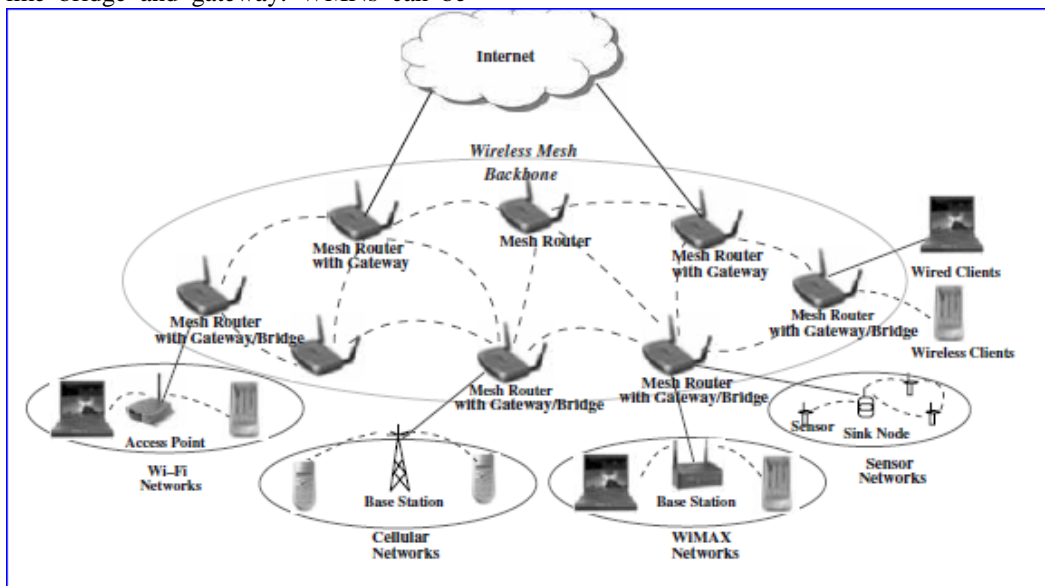 like bridge and gateway. WMNs can be
Internet
Wireless Mesh
Backbone
Mesh Router
with Gateway
Mesh Router
Mesh Router
with Gateway
Wired Clients
Mesh Router
with Gateway/Bridge
Mesh Router
with Gateway/Bridge
Wireless Clients
Mesh Router
with Gateway/Bridge
Mesh Router
with Gateway/Bridge
Access Point
Wi-Fi
Networks
Sensor
Sink Node
Sensor
Networks
Base Station
Cellular
Networks
Base Station
WiMAX
Networks